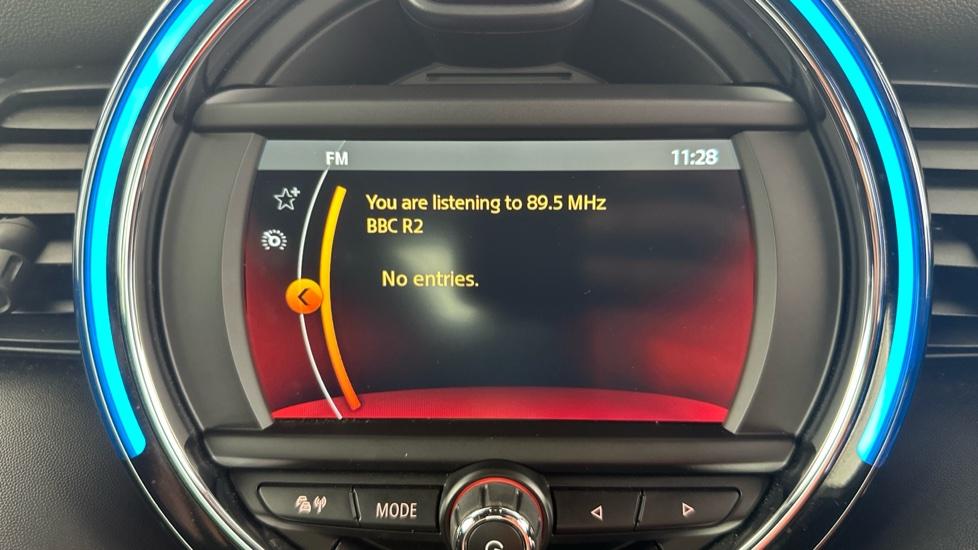 FM 11:28
You are listening to 89.5 MHz
BBC R2
No entries.
MODE